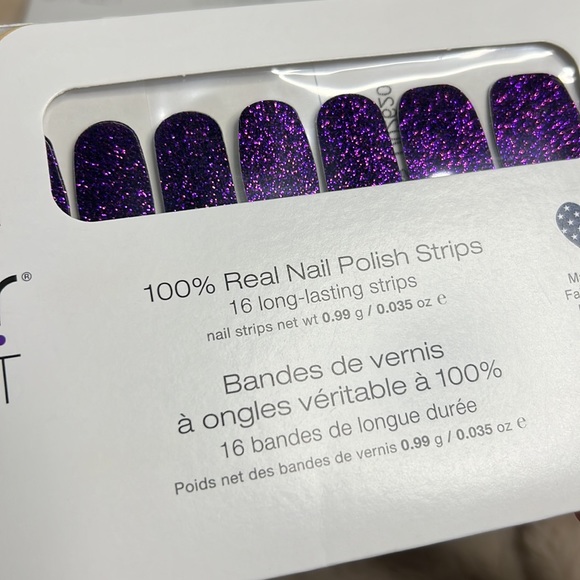 100% Real Nail Polish Strips
16 long-lasting strips
nail strips net wt 0.99 g / 0.035 oz ℮
Bandes de vernis
à ongles véritable à 100%
16 bandes de longue durée
Poids net des bandes de vernis 0.99 g / 0.035 oz ℮
r®
T
M
Fa